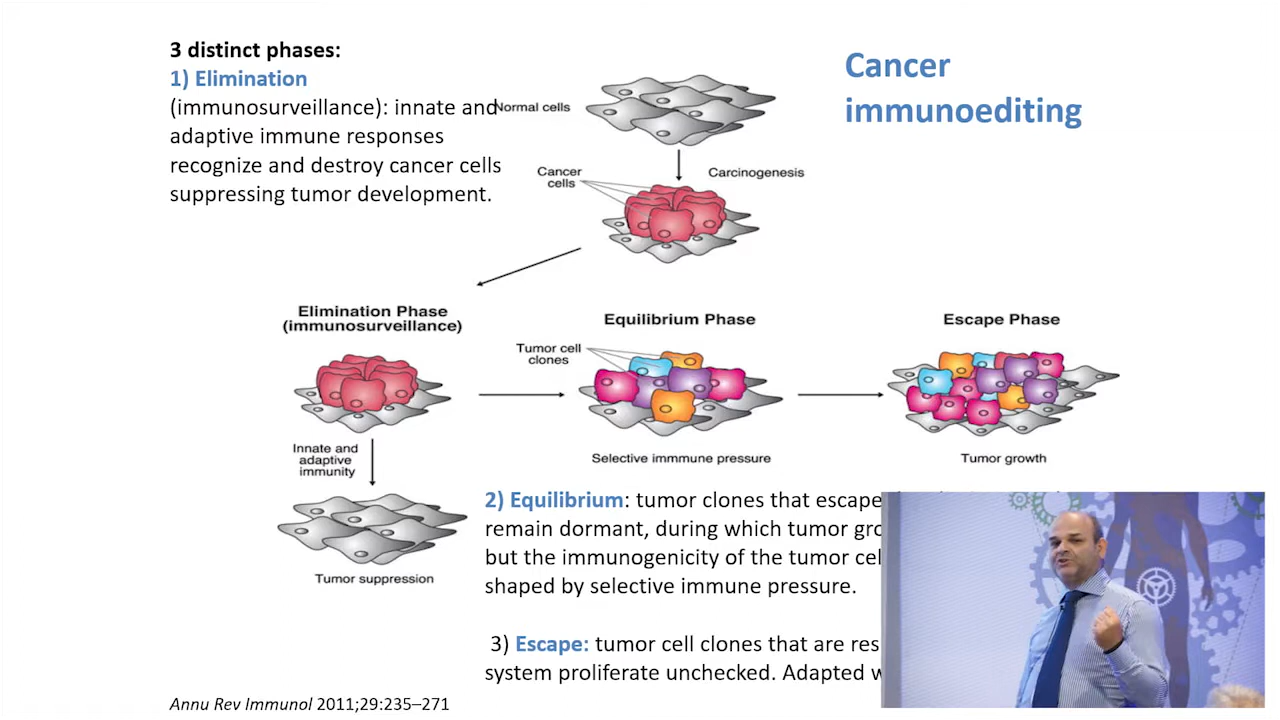 3 distinct phases:
1) Elimination
(immunosurveillance): innate and
adaptive immune responses
recognize and destroy cancer cells
suppressing tumor development.
Cancer
immunoediting
Normal cells
Cancer
cells
Carcinogenesis
Elimination Phase
(immunosurveillance)
Equilibrium Phase
Escape Phase
Tumor cell
clones
Innate and
adaptive
immunity
Selective immmune pressure
Tumor growth
Tumor suppression
2) Equilibrium: tumor clones that escape
remain dormant, during which tumor
but the immunogenicity of the tumor
shaped by selective immune pressure.
3) Escape: tumor cell clones that are
system proliferate unchecked. Adapted
Annu Rev Immunol 2011;29:235–271